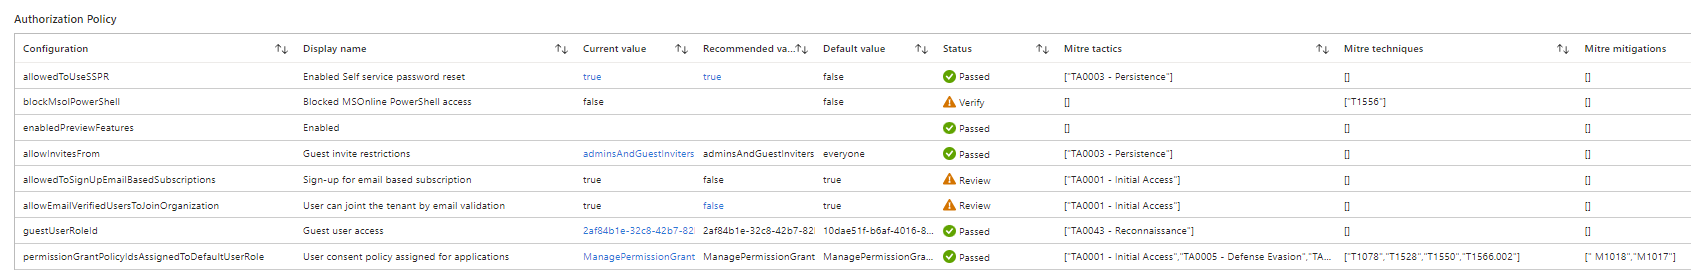 Authorization Policy
Configuration Display name Current value Recommended va... Default value Status Mitre tactics Mitre techniques Mitre mitigations
allowedToUseSSPR Enabled Self service password reset true true false Passed ["TA0003 - Persistence"] [] []
blockMsolPowerShell Blocked MSOnline PowerShell access false false Verify [] ["T1556"] []
enabledPreviewFeatures Enabled Passed [] [] []
allowInvitesFrom Guest invite restrictions adminsAndGuestInviters adminsAndGuestInviters everyone Passed ["TA0003 - Persistence"] [] []
allowedToSignUpEmailBasedSubscriptions Sign-up for email based subscription true false true Review ["TA0001 - Initial Access"] [] []
allowEmailVerifiedUsersToJoinOrganization User can joint the tenant by email validation true false true Review ["TA0001 - Initial Access"] [] []
guestUserRoleId Guest user access 2af84b1e-32c8-42b7-82 2af84b1e-32c8-42b7-82 10dae51f-b6af-4016-8... Passed ["TA0043 - Reconnaissance"] [] []
permissionGrantPolicyIdsAssignedToDefaultUserRole User consent policy assigned for applications ManagePermissionGrant ManagePermissionGrant ManagePermissionGra... Passed ["TA0001 - Initial Access","TA0005 - Defense Evasion","TA... ["T1078","T1528","T1550","T1566.002"] [" M1018","M1017"]